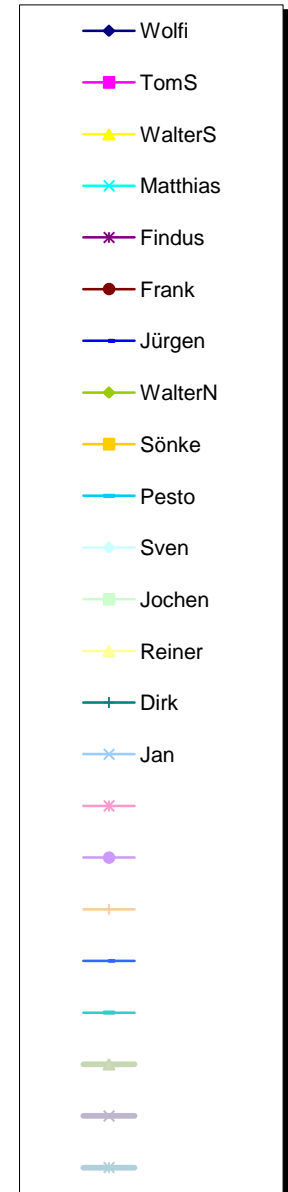 Wolfi
TomS
WalterS
Matthias
Findus
Frank
Jürgen
WalterN
Sönke
Pesto
Sven
Jochen
Reiner
Dirk
Jan